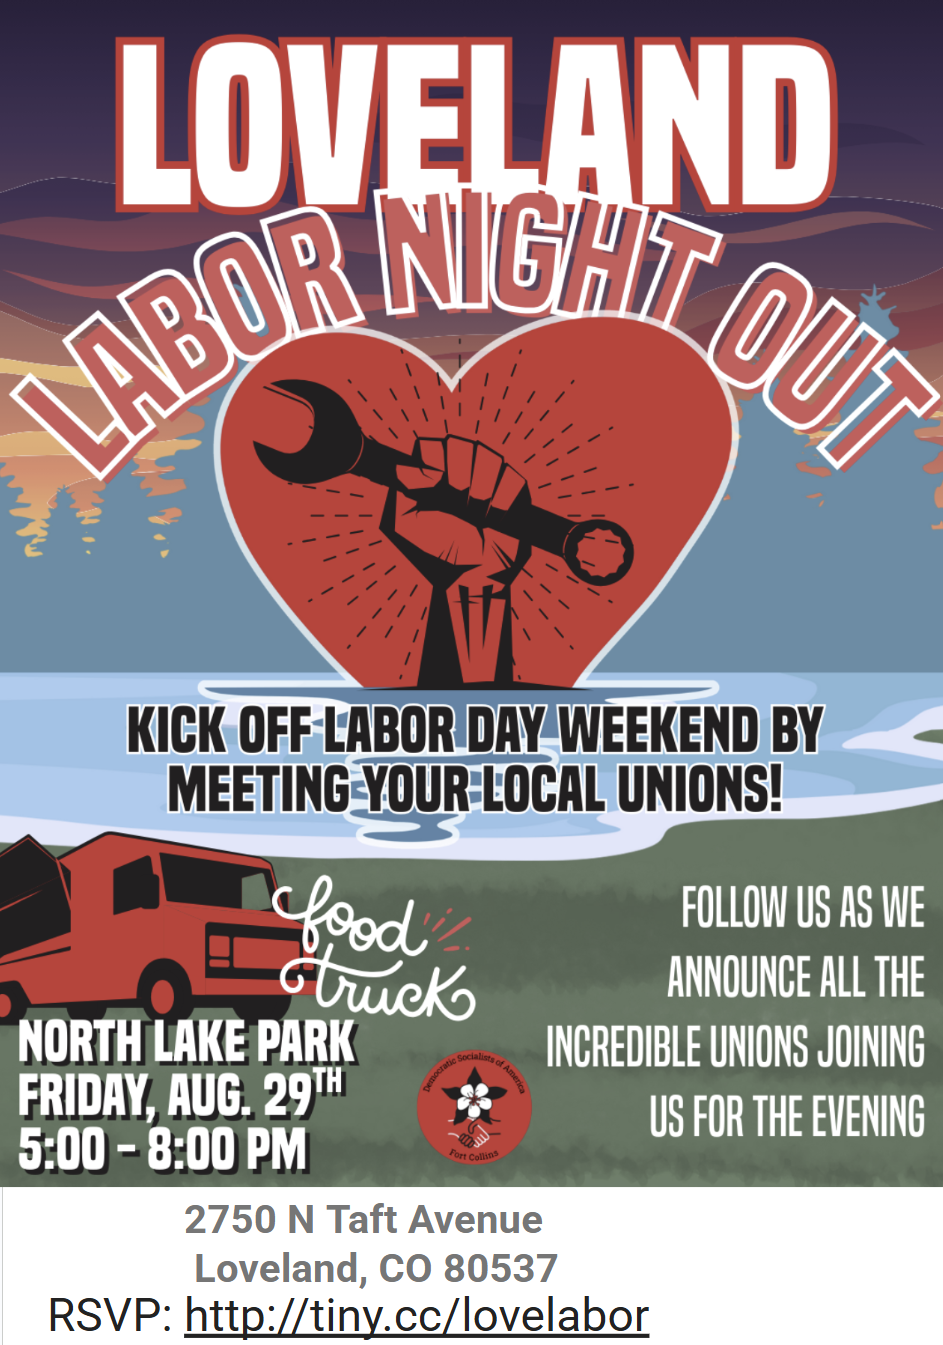 LOVELAND
LABOR NIGHT OUT
KICK OFF LABOR DAY WEEKEND BY
MEETING YOUR LOCAL UNIONS!
food
truck
FOLLOW US AS WE
ANNOUNCE ALL THE
INCREDIBLE UNIONS JOINING
US FOR THE EVENING
NORTH LAKE PARK
FRIDAY, AUG. 29TH
5:00 - 8:00 PM
Democratic Socialists of America
Fort Collins
2750 N Taft Avenue
Loveland, CO 80537
RSVP: http://tiny.cc/lovelabor